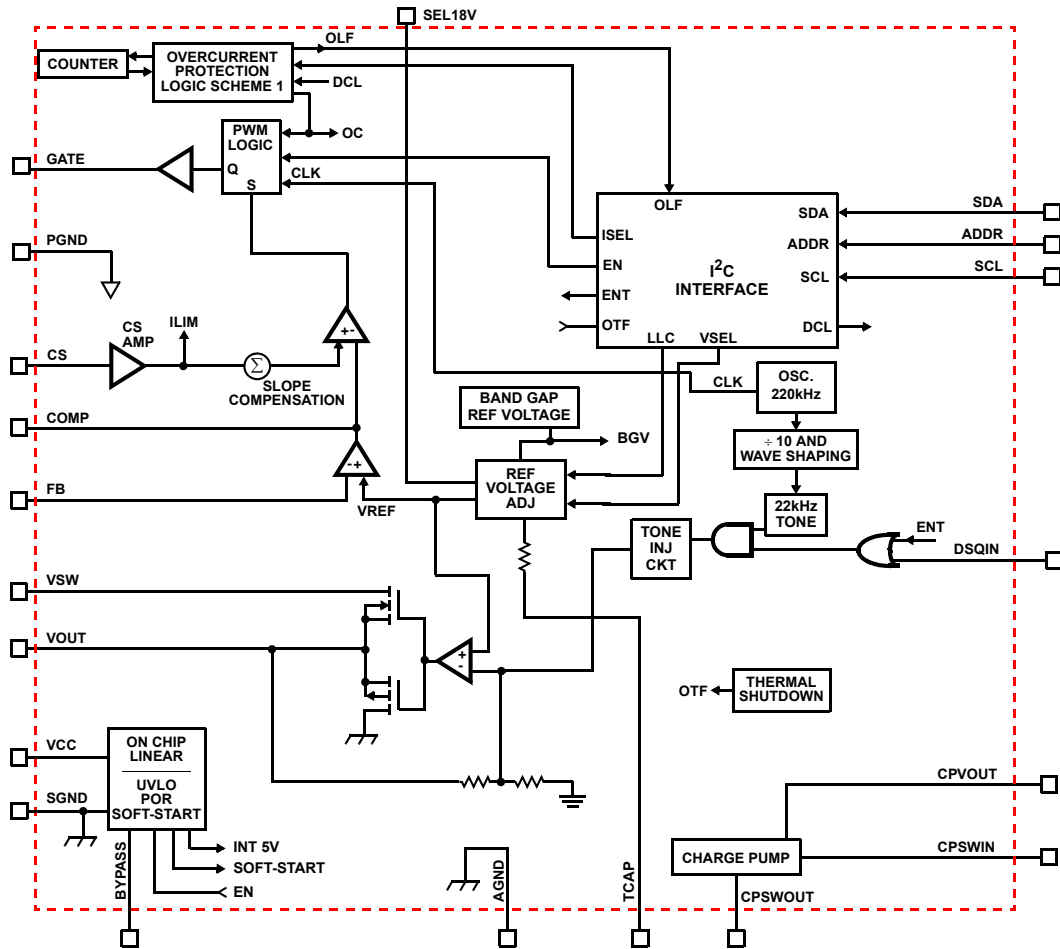 SEL18V
OLF
COUNTER
OVERCURRENT
PROTECTION
LOGIC SCHEME 1
DCL
PWM
LOGIC
OC
GATE
Q
CLK
S
OLF
SDA
SDA
ISEL
ADDR
ADDR
PGND
EN
I²C
INTERFACE
SCL
SCL
ENT
OTF
DCL
LLC
VSEL
CS
AMP
ILIM
+-
CS
Σ
SLOPE
COMPENSATION
CLK
OSC.
220kHz
BAND GAP
REF VOLTAGE
COMP
BGV
÷ 10 AND
WAVE SHAPING
-+
REF
VOLTAGE
ADJ
FB
VREF
22kHz
TONE
TONE
INJ
CKT
ENT
DSQIN
VSW
VOUT
+
-
OTF
THERMAL
SHUTDOWN
VCC
ON CHIP
LINEAR
UVLO
POR
SOFT-START
SGND
CPVOUT
INT 5V
SOFT-START
EN
BYPASS
AGND
TCAP
CHARGE PUMP
CPSWIN
CPSWOUT